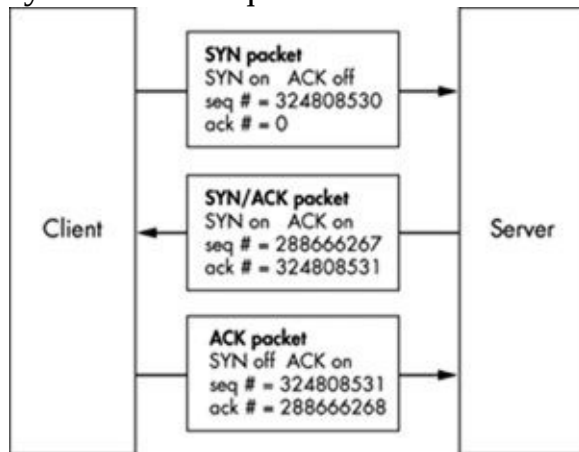 SYN packet
SYN on ACK off
seq # = 324808530
ack # = 0
SYN/ACK packet
SYN on ACK on
seq # = 288666267
ack # = 324808531
Client
Server
ACK packet
SYN off ACK on
seq # = 324808531
ack # = 288666268